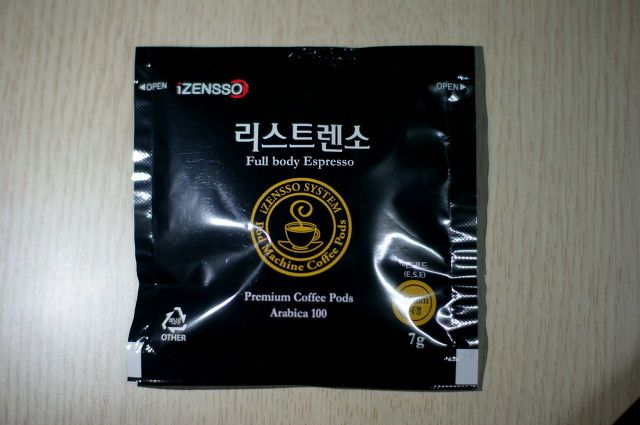 OPEN
iZENSSO
OPEN
리스트렌소
Full body Espresso
iZENSSO SYSTEM
Pod Machine Coffee Pods
(E.S.E)
Premium Coffee Pods
Arabica 100
OTHER
7g